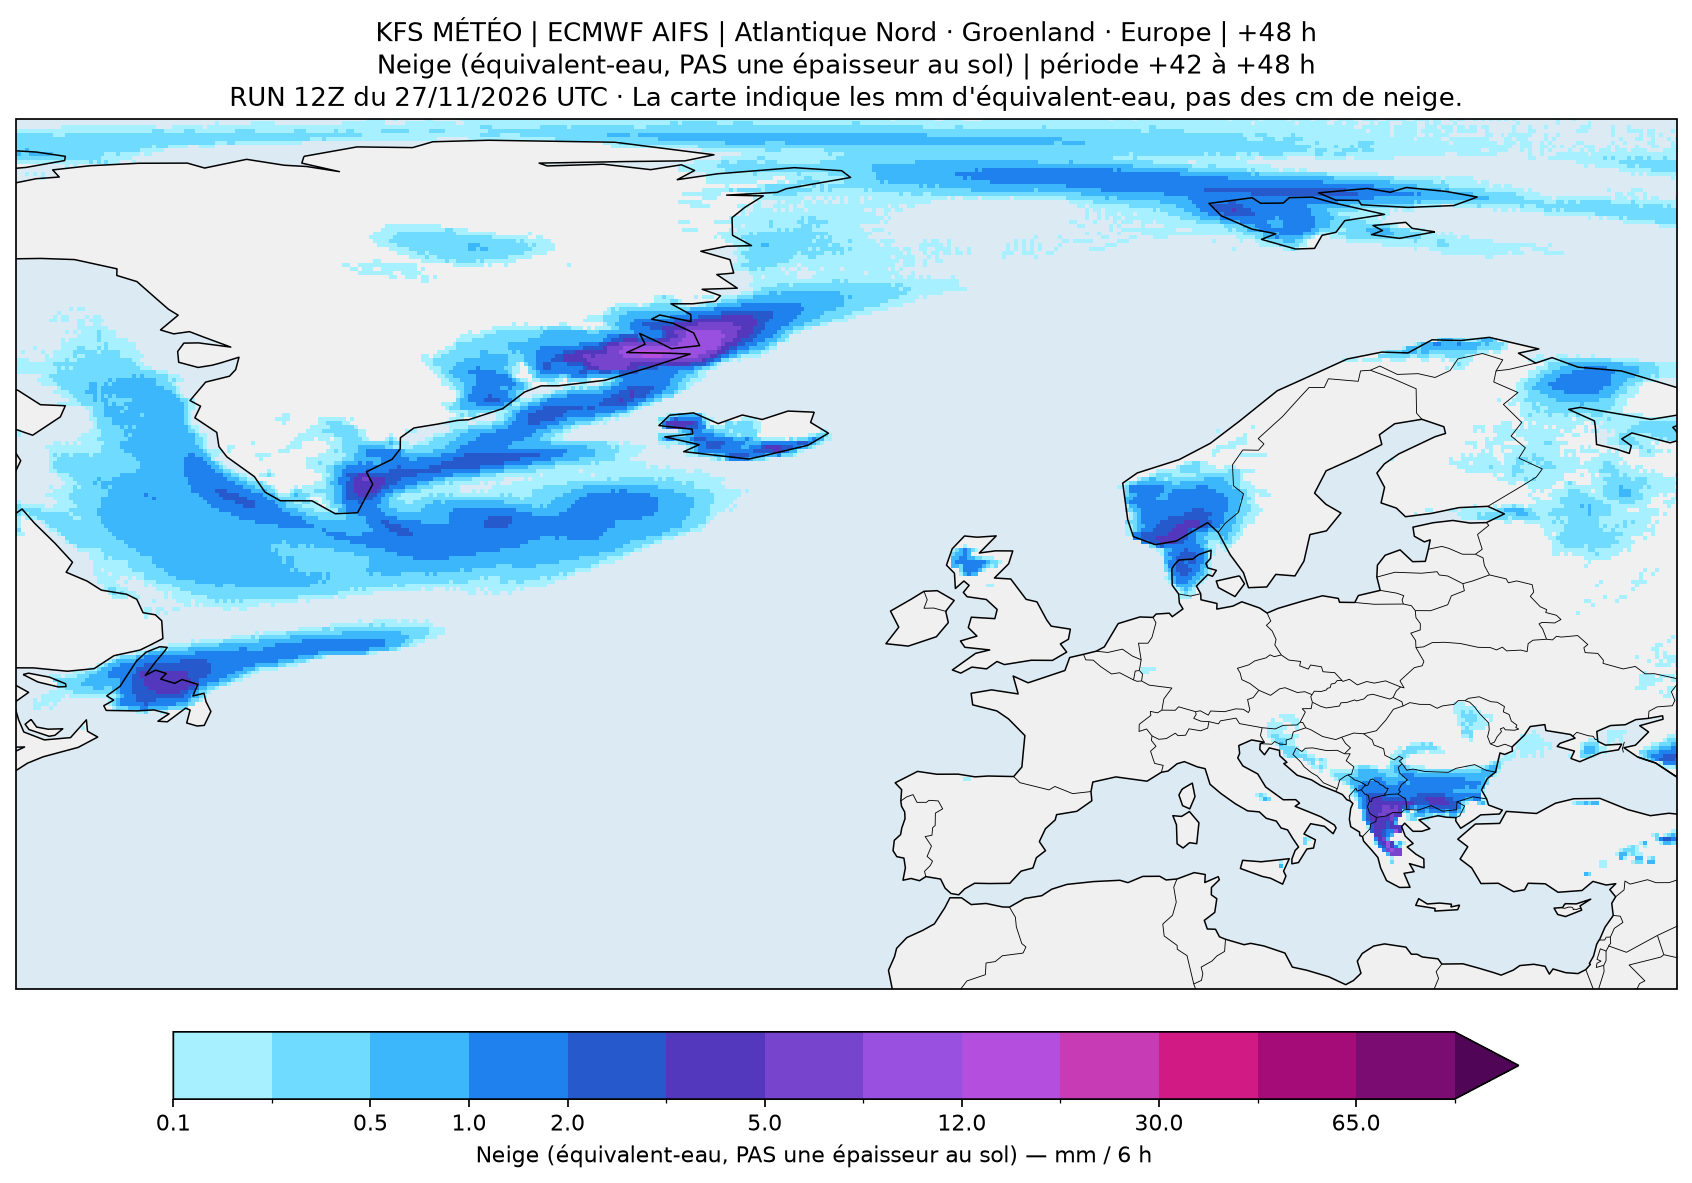 KFS MÉTÉO | ECMWF AIFS | Atlantique Nord · Groenland · Europe | +48 h
Neige (équivalent-eau, PAS une épaisseur au sol) | période +42 à +48 h
RUN 12Z du 27/11/2026 UTC · La carte indique les mm d'équivalent-eau, pas des cm de neige.
0.1 0.5 1.0 2.0 5.0 12.0 30.0 65.0
Neige (équivalent-eau, PAS une épaisseur au sol) — mm / 6 h